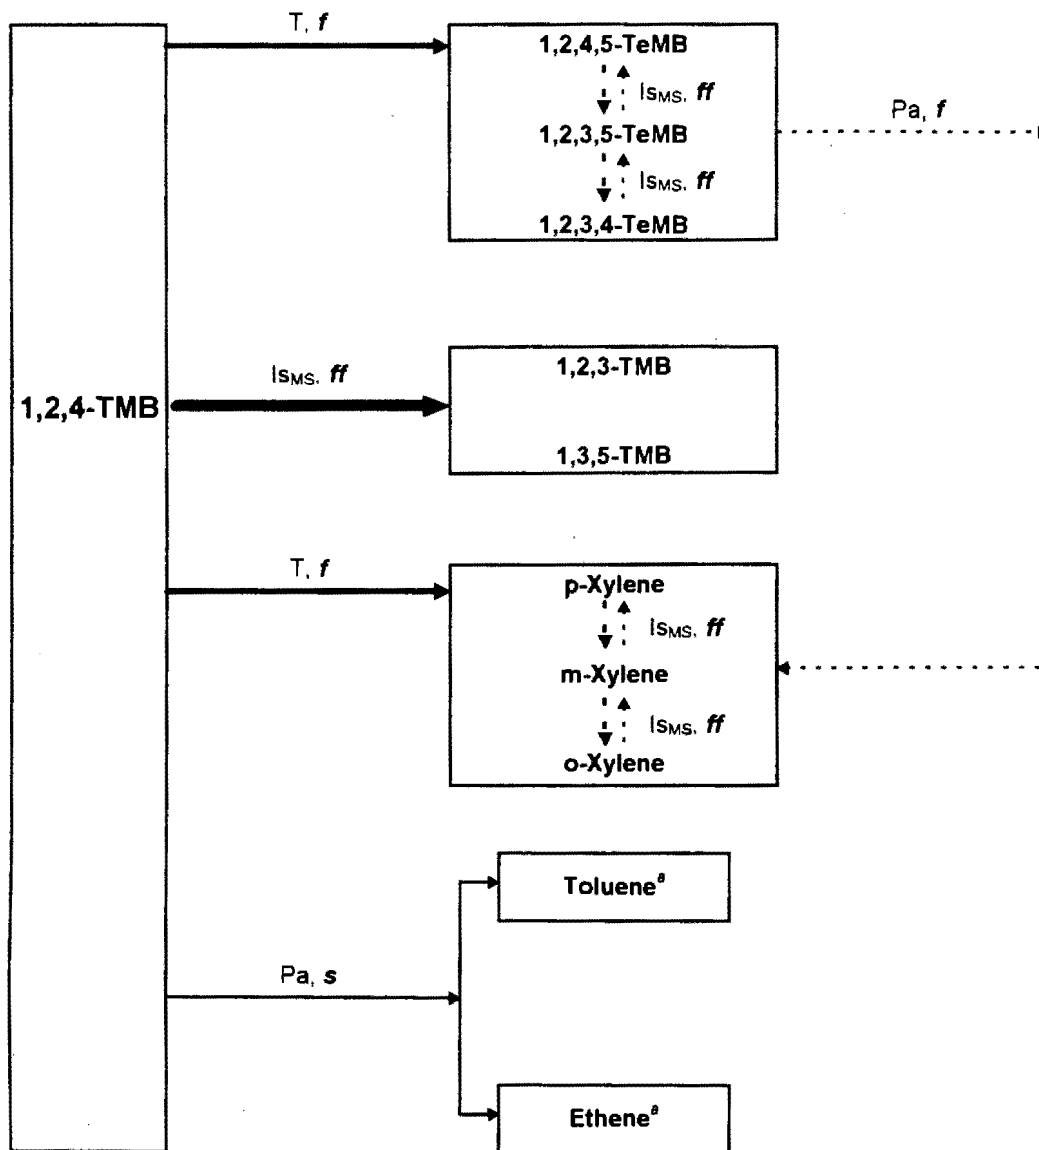 T, f
1,2,4,5-TeMB
IsMS, ff
Pa, f
1,2,3,5-TeMB
IsMS, ff
1,2,3,4-TeMB
1,2,4-TMB
IsMS, ff
1,2,3-TMB
1,3,5-TMB
T, f
p-Xylene
IsMS, ff
m-Xylene
IsMS, ff
o-Xylene
Toluene^a
Pa, s
Ethene^a